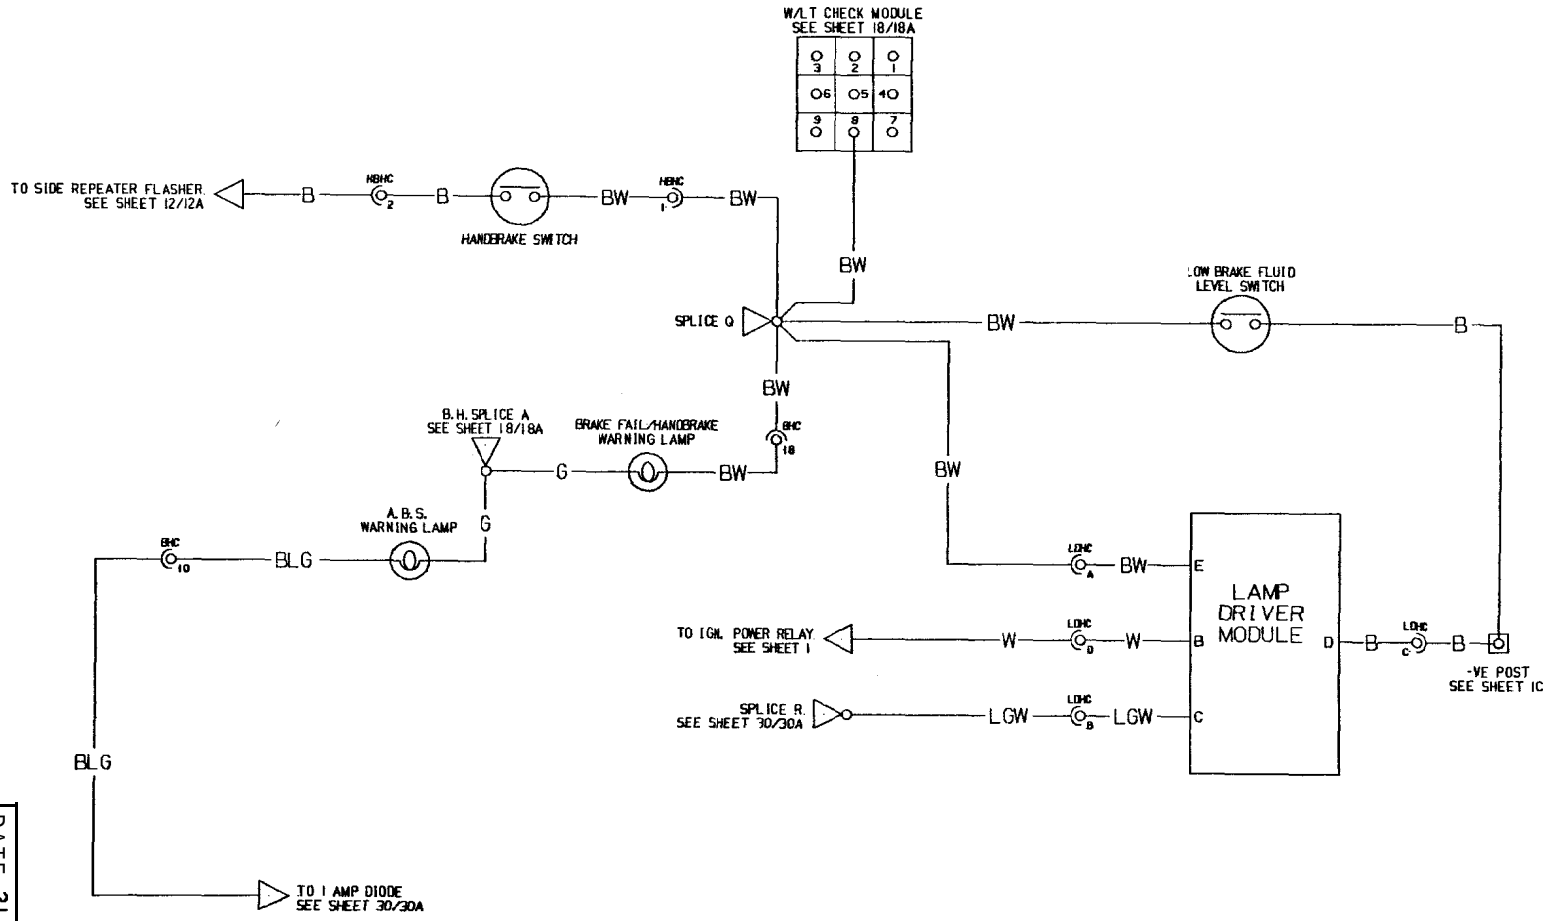 W/LT CHECK MODULE
SEE SHEET 18/18A
3 2 1
6 5 4
9 8 7
TO SIDE REPEATER FLASHER.
SEE SHEET 12/12A
B
HBHC
2
B
BW
HBHC
1
BW
HANDBRAKE SWITCH
BW
LOW BRAKE FLUID
LEVEL SWITCH
SPLICE Q
BW
B
BW
B.H. SPLICE A
SEE SHEET 18/18A
BRAKE FAIL/HANDBRAKE
WARNING LAMP
BHC
18
G
BW
BW
A.B.S.
WARNING LAMP
G
BHC
10
BLG
LDHC
A
BW
E
LAMP
DRIVER
MODULE
TO IGN. POWER RELAY.
SEE SHEET 1
W
LDHC
D
W
B
D
B
LDHC
C
B
-VE POST
SEE SHEET 1C
SPLICE R.
SEE SHEET 30/30A
LGW
LDHC
B
LGW
C
BLG
TO 1 AMP DIODE
SEE SHEET 30/30A
DATE